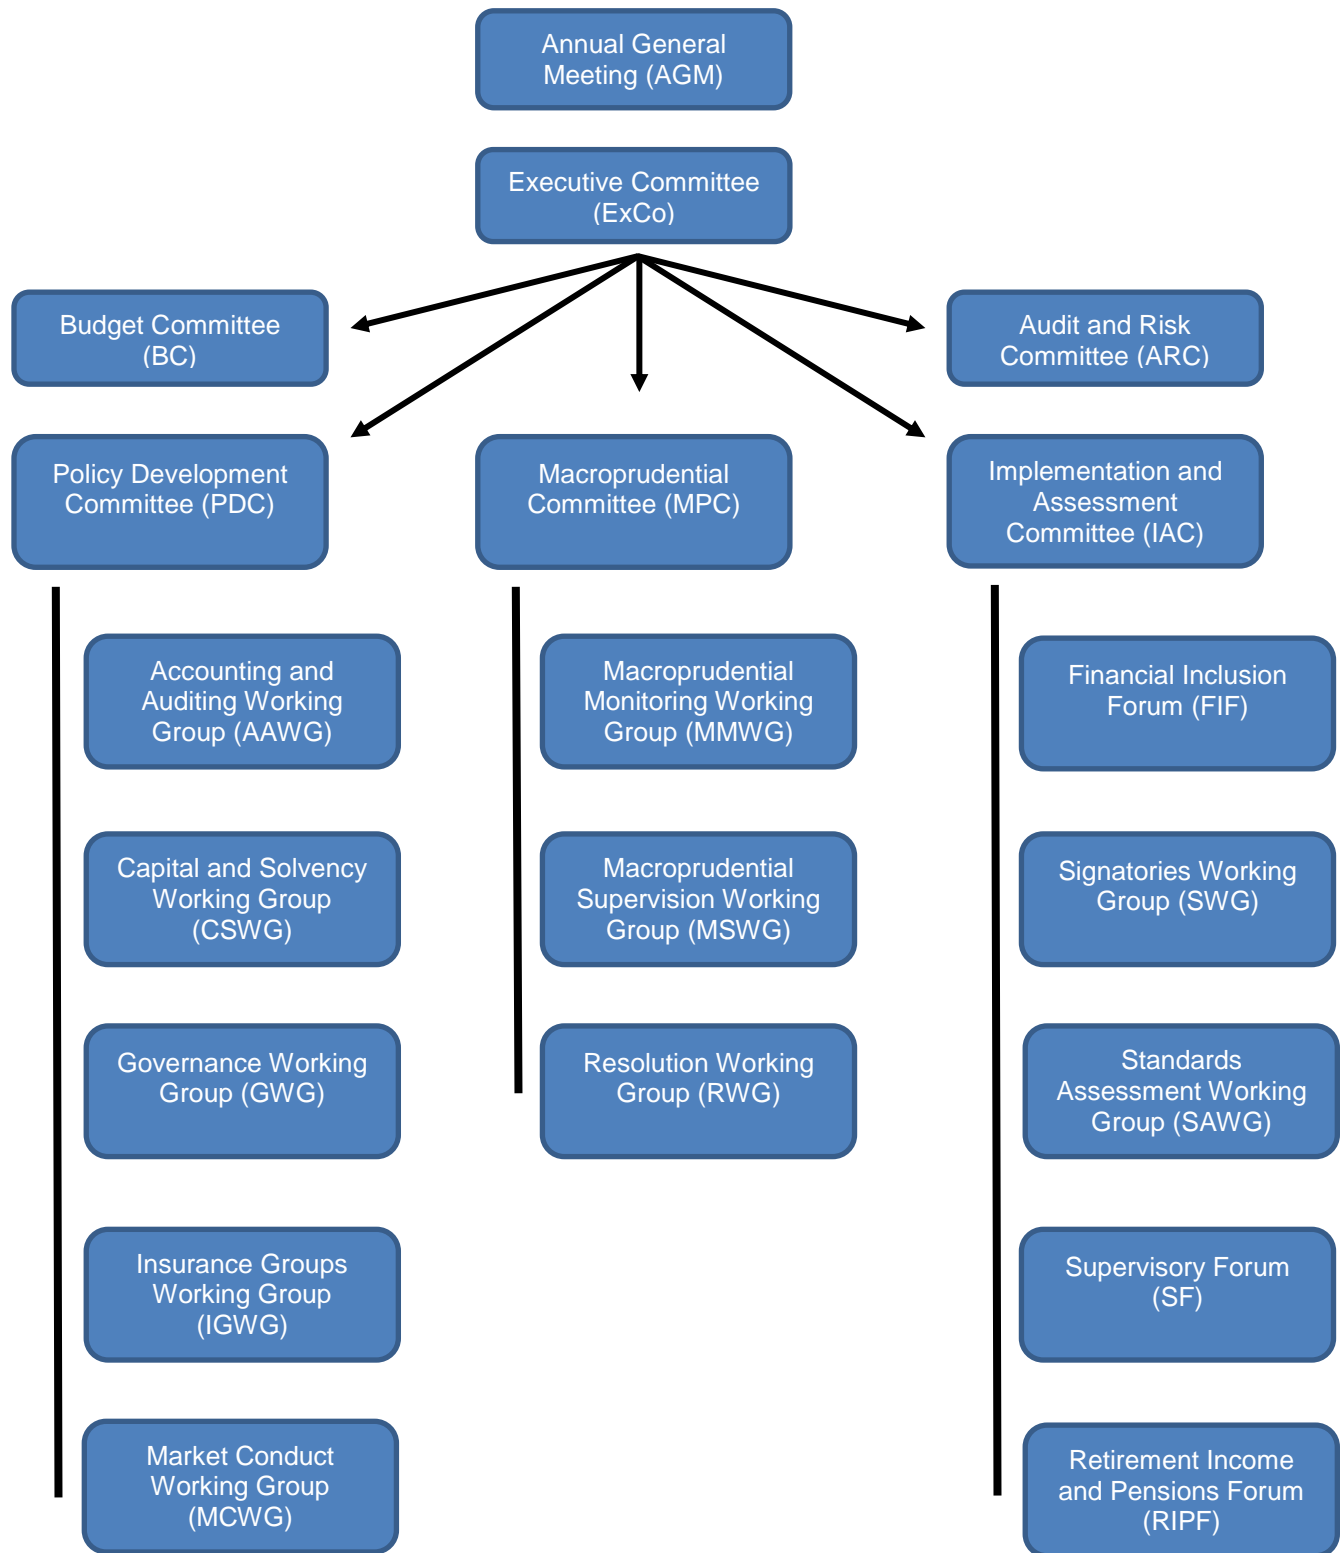 Annual General
Meeting (AGM)
Executive Committee
(ExCo)
Budget Committee
(BC)
Audit and Risk
Committee (ARC)
Policy Development
Committee (PDC)
Macroprudential
Committee (MPC)
Implementation and
Assessment
Committee (IAC)
Accounting and
Auditing Working
Group (AAWG)
Macroprudential
Monitoring Working
Group (MMWG)
Financial Inclusion
Forum (FIF)
Capital and Solvency
Working Group
(CSWG)
Macroprudential
Supervision Working
Group (MSWG)
Signatories Working
Group (SWG)
Governance Working
Group (GWG)
Resolution Working
Group (RWG)
Standards
Assessment Working
Group (SAWG)
Insurance Groups
Working Group
(IGWG)
Supervisory Forum
(SF)
Market Conduct
Working Group
(MCWG)
Retirement Income
and Pensions Forum
(RIPF)